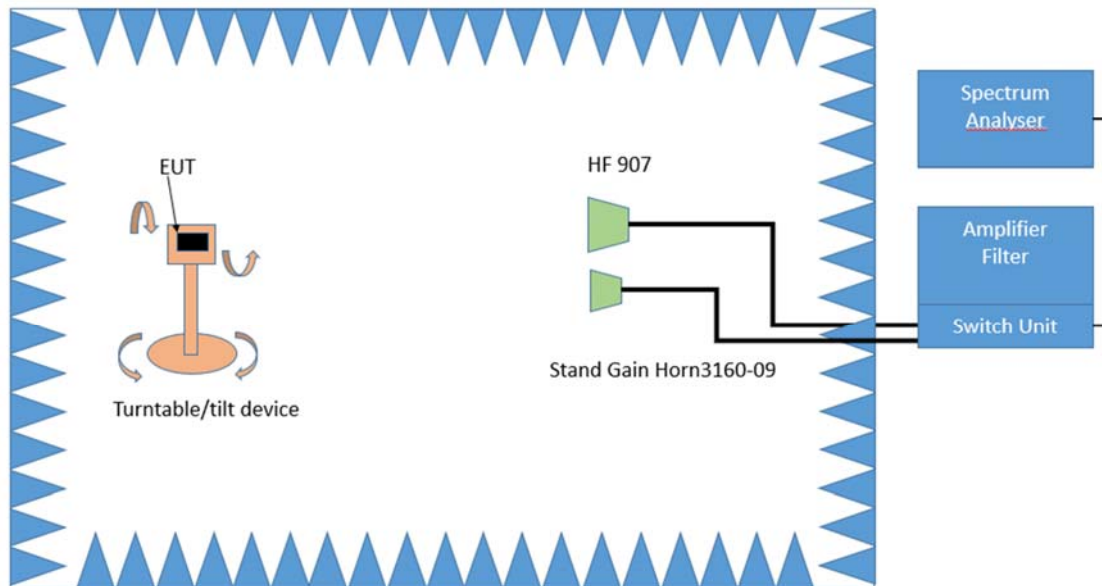 Spectrum
Analyser
EUT
HF 907
Amplifier
Filter
Switch Unit
Stand Gain Horn3160-09
Turntable/tilt device